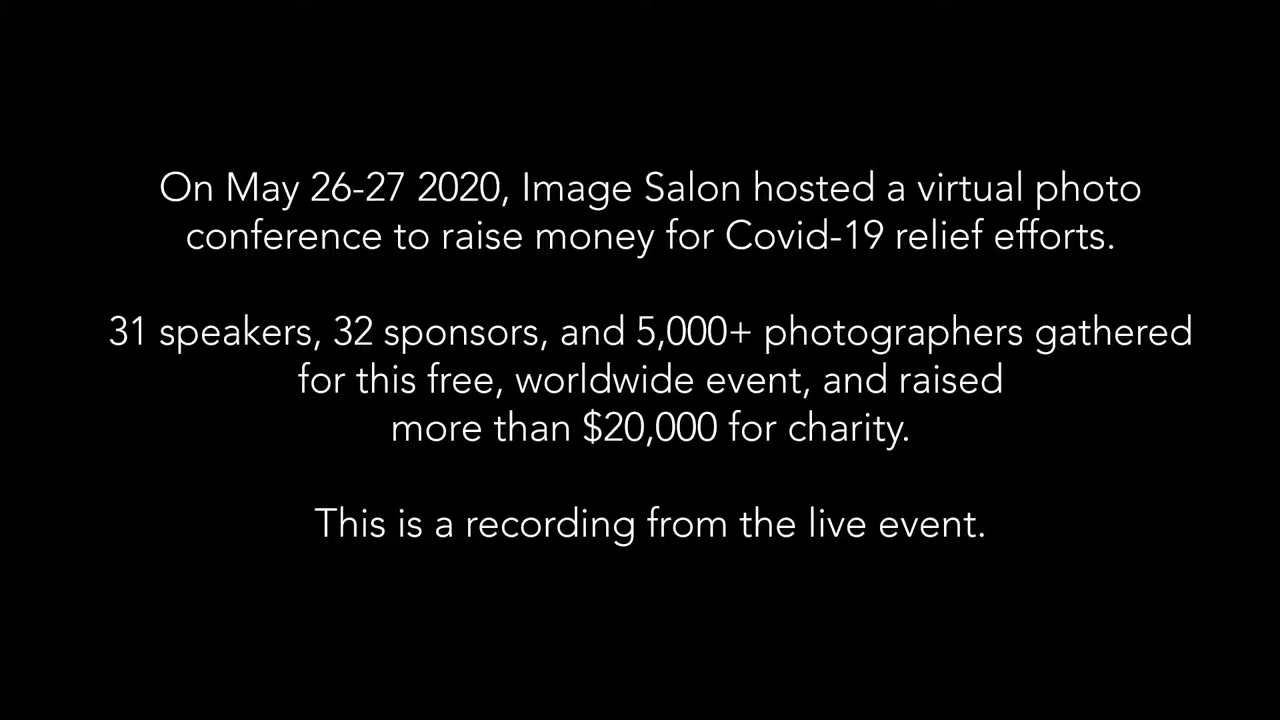 On May 26-27 2020, Image Salon hosted a virtual photo
conference to raise money for Covid-19 relief efforts.
31 speakers, 32 sponsors, and 5,000+ photographers gathered
for this free, worldwide event, and raised
more than $20,000 for charity.
This is a recording from the live event.